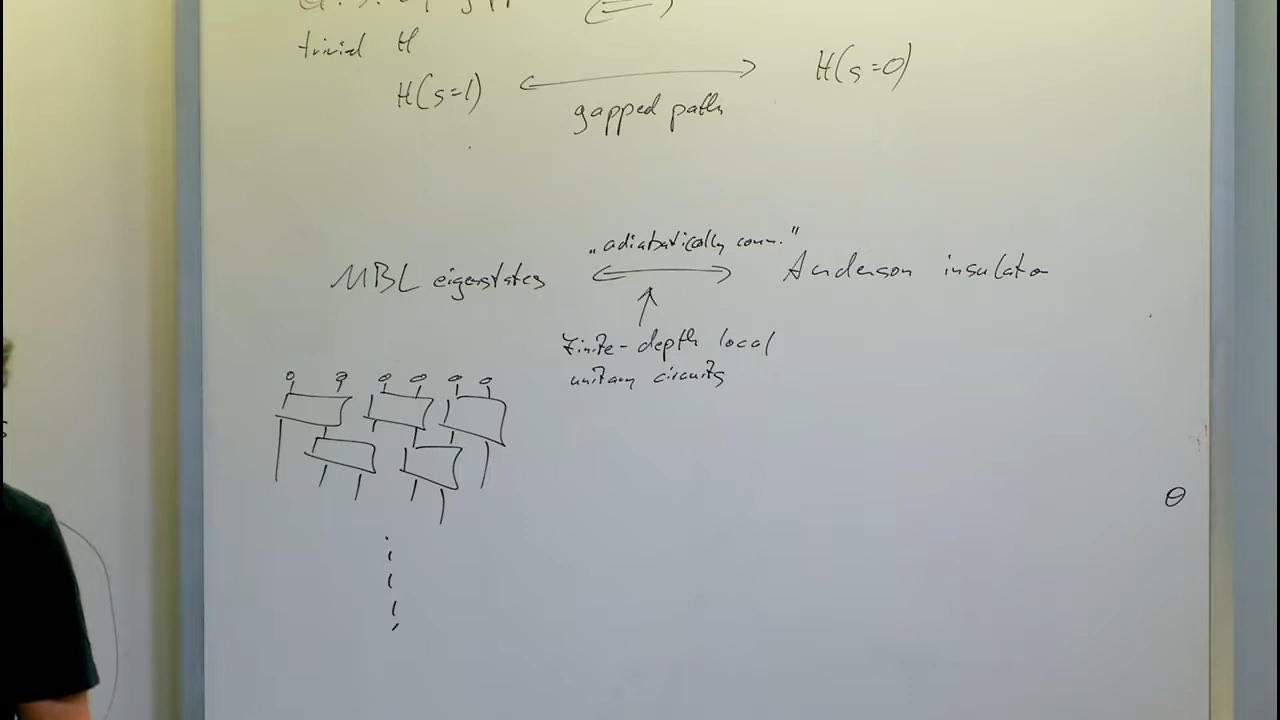 trivial H
H(s=1) ⟷ H(s=0)
gapped path
„adiabatically conn."
MBL eigenstates ⟷ Anderson insulator
↑
Finite-depth local
unitary circuits